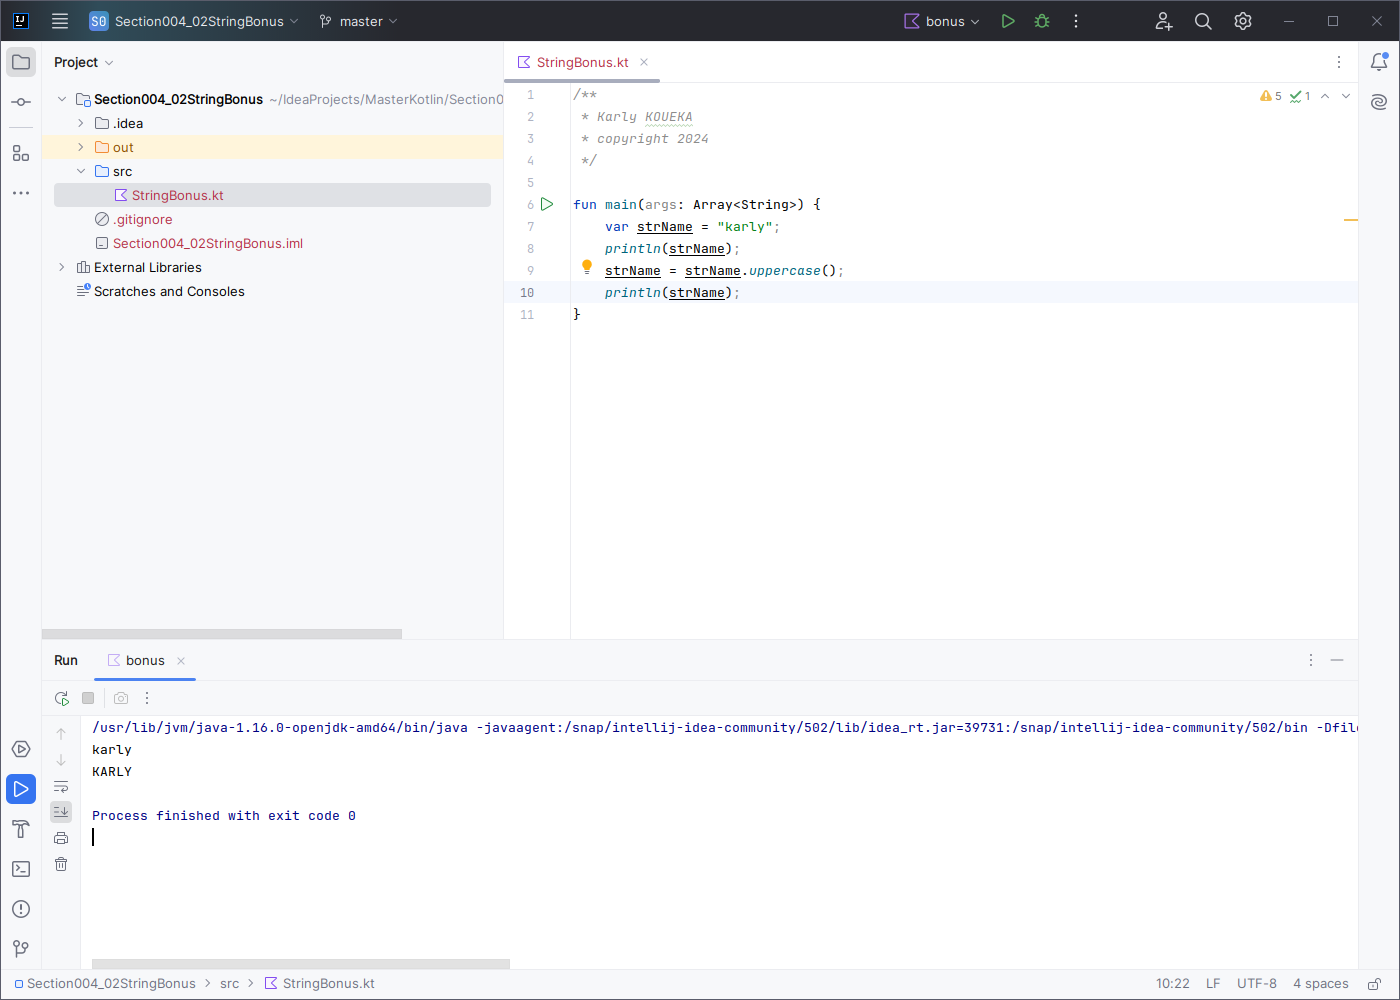 S0 Section004_02StringBonus master bonus
Project
Section004_02StringBonus ~/IdeaProjects/MasterKotlin/Section0
.idea
out
src
StringBonus.kt
.gitignore
Section004_02StringBonus.iml
External Libraries
Scratches and Consoles
StringBonus.kt
5 1
1 /**
2 * Karly KOUEKA
3 * copyright 2024
4 */
5
6 fun main(args: Array<String>) {
7 var strName = "karly";
8 println(strName);
9 strName = strName.uppercase();
10 println(strName);
11 }
Run bonus
/usr/lib/jvm/java-1.16.0-openjdk-amd64/bin/java -javaagent:/snap/intellij-idea-community/502/lib/idea_rt.jar=39731:/snap/intellij-idea-community/502/bin -Dfile
karly
KARLY
Process finished with exit code 0
Section004_02StringBonus src StringBonus.kt 10:22 LF UTF-8 4 spaces